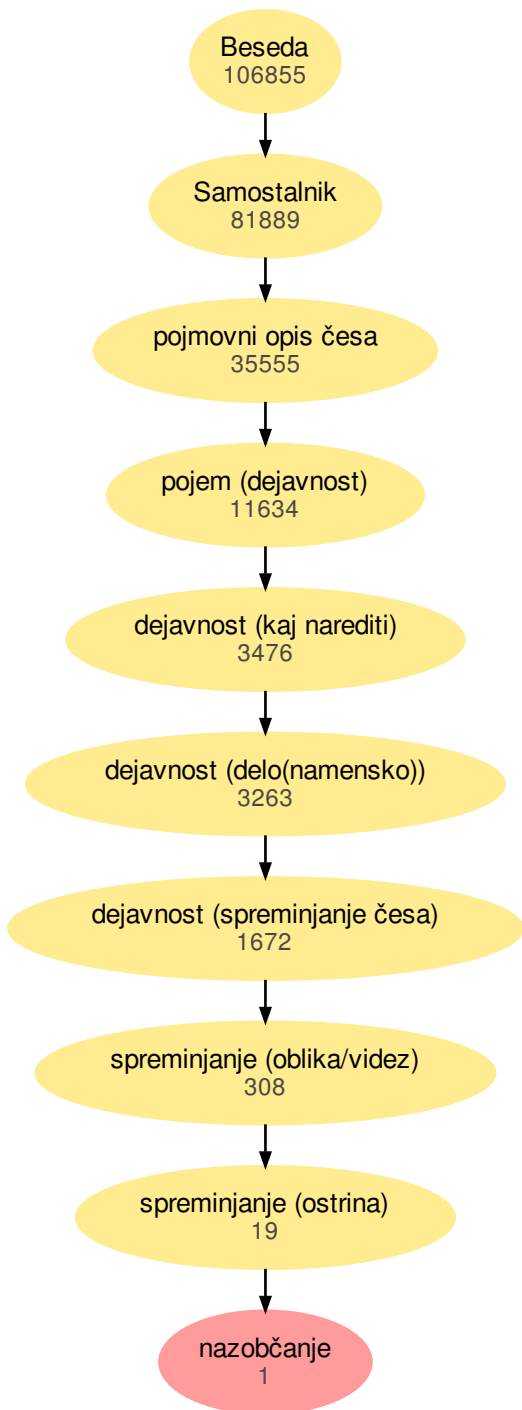 Beseda
106855
Samostalnik
81889
pojmovni opis česa
35555
pojem (dejavnost)
11634
dejavnost (kaj narediti)
3476
dejavnost (delo(namensko))
3263
dejavnost (spreminjanje česa)
1672
spreminjanje (oblika/videz)
308
spreminjanje (ostrina)
19
nazobčanje
1